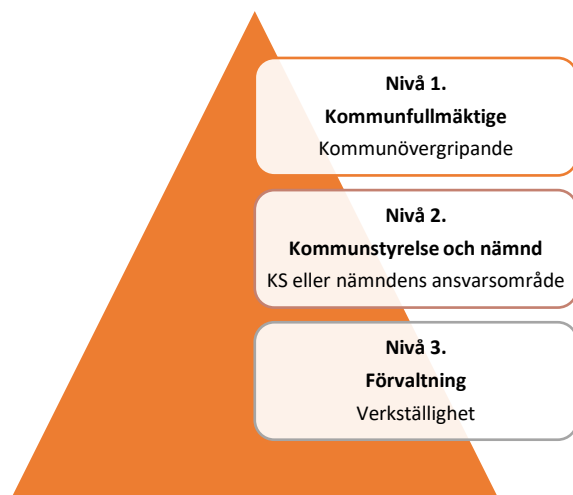 Nivå 1.
Kommunfullmäktige
Kommunövergripande
Nivå 2.
Kommunstyrelse och nämnd
KS eller nämndens ansvarsområde
Nivå 3.
Förvaltning
Verkställighet